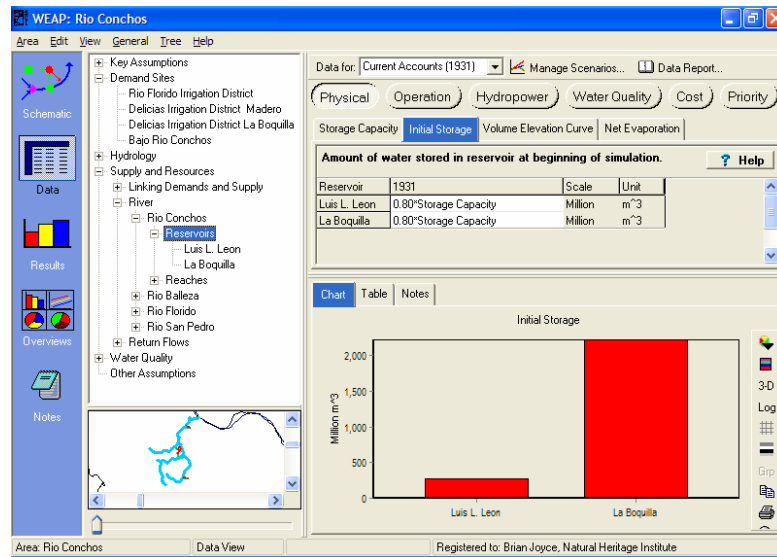 WEAP: Rio Conchos
Area Edit View General Tree Help
Schematic
Data
Results
Overviews
Notes
Key Assumptions
Demand Sites
Rio Florido Irrigation District
Delicias Irrigation District Madero
Delicias Irrigation District La Boquilla
Bajo Rio Conchos
Hydrology
Supply and Resources
Linking Demands and Supply
River
Rio Conchos
Reservoirs
Luis L. Leon
La Boquilla
Reaches
Rio Balleza
Rio Florido
Rio San Pedro
Return Flows
Water Quality
Other Assumptions
Data for: Current Accounts (1931) Manage Scenarios... Data Report...
Physical Operation Hydropower Water Quality Cost Priority
Storage Capacity Initial Storage Volume Elevation Curve Net Evaporation
Amount of water stored in reservoir at beginning of simulation. ? Help
Reservoir 1931 Scale Unit
Luis L. Leon 0.80*Storage Capacity Million m^3
La Boquilla 0.80*Storage Capacity Million m^3
Chart Table Notes
Initial Storage
Million m^3
2,000
1,500
1,000
500
0
Luis L. Leon La Boquilla
3-D
Log
Grp
Area: Rio Conchos Data View Registered to: Brian Joyce, Natural Heritage Institute